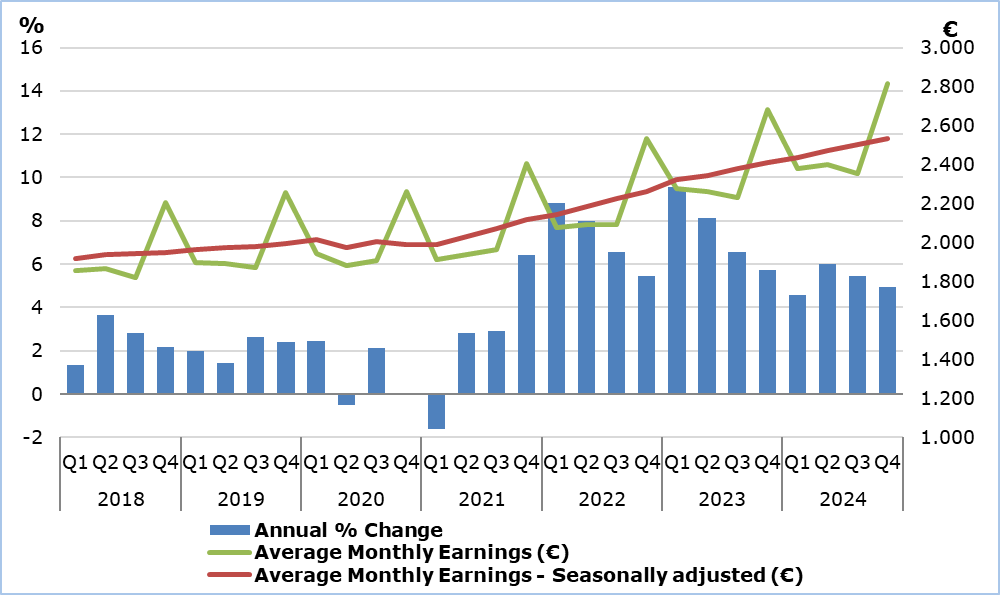 % €
16 3.000
14 2.800
12 2.600
10 2.400
8 2.200
6 2.000
4 1.800
2 1.600
0 1.400
-2 1.200
1.000
Q1 Q2 Q3 Q4 Q1 Q2 Q3 Q4 Q1 Q2 Q3 Q4 Q1 Q2 Q3 Q4 Q1 Q2 Q3 Q4 Q1 Q2 Q3 Q4 Q1 Q2 Q3 Q4
2018 2019 2020 2021 2022 2023 2024
Annual % Change
Average Monthly Earnings (€)
Average Monthly Earnings - Seasonally adjusted (€)